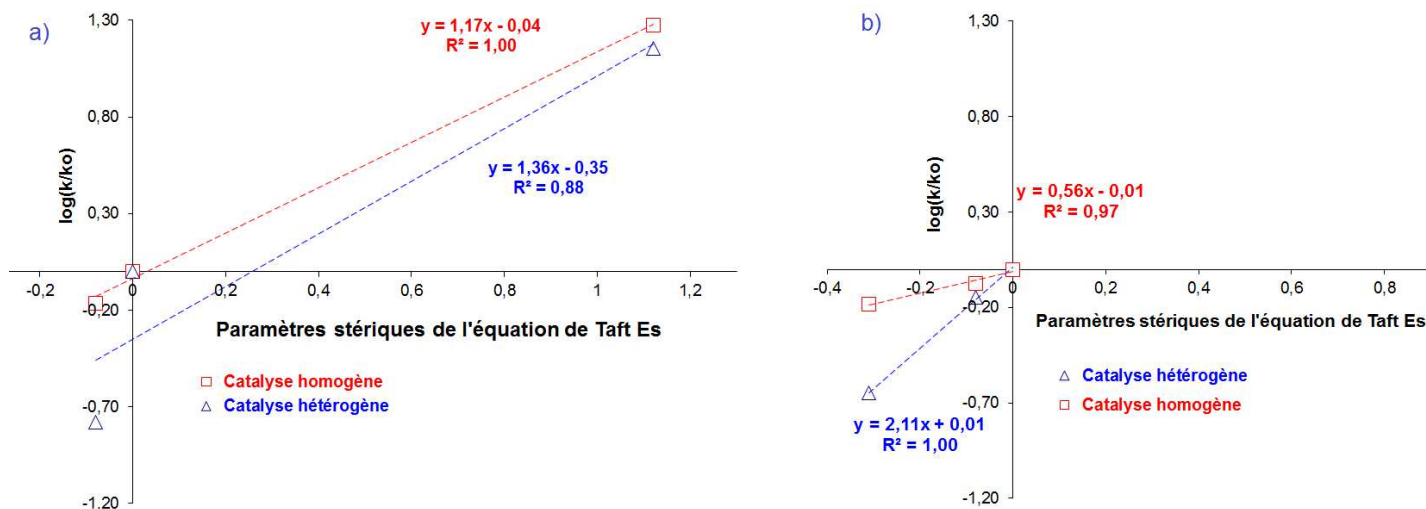 a)
1,30
y = 1,17x - 0,04
R² = 1,00
0,80
log(k/ko)
y = 1,36x - 0,35
R² = 0,88
0,30
-0,2 0 0,2 0,4 0,6 0,8 1 1,2
-0,20
Paramètres stériques de l'équation de Taft Es
Catalyse homogène
Catalyse hétérogène
-0,70
-1,20
b)
1,30
0,80
log(k/ko)
y = 0,56x - 0,01
R² = 0,97
0,30
-0,4 -0,2 0 0,2 0,4 0,6 0,8
-0,20
Paramètres stériques de l'équation de Taft Es
Catalyse hétérogène
Catalyse homogène
-0,70
y = 2,11x + 0,01
R² = 1,00
-1,20